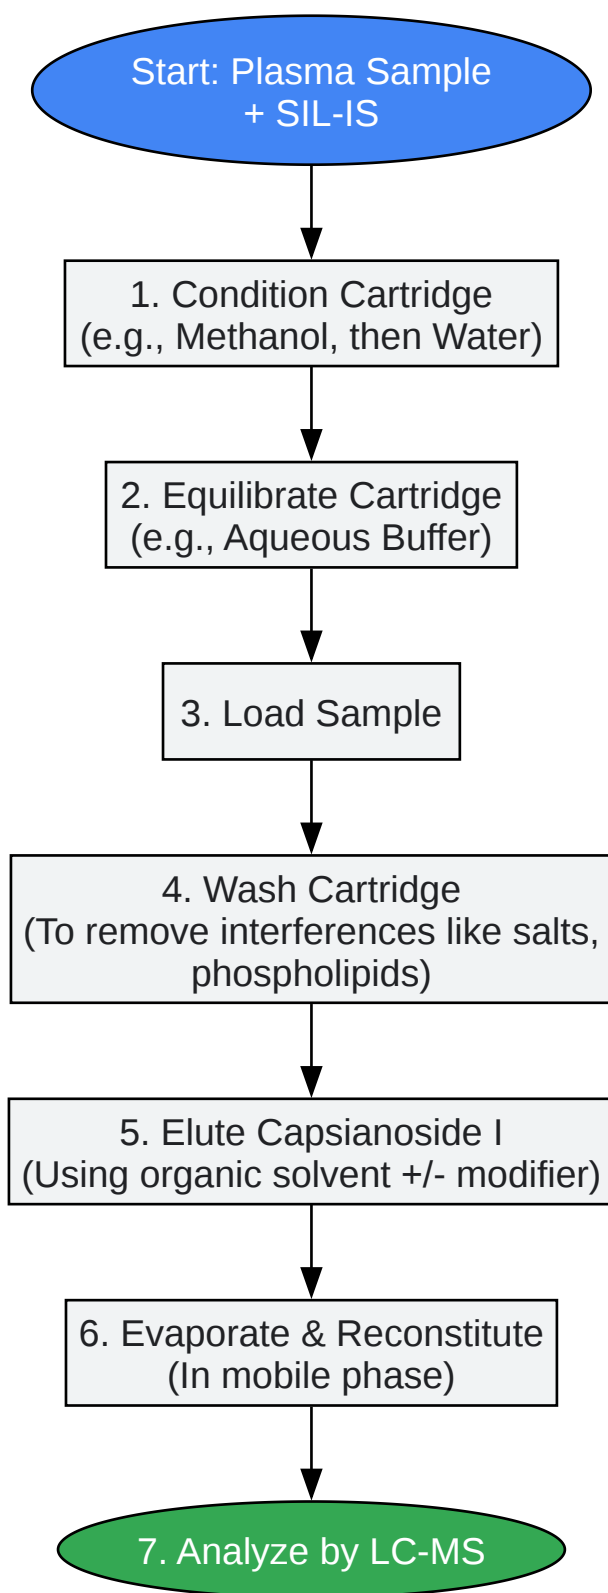 Start: Plasma Sample
+ SIL-IS
1. Condition Cartridge
(e.g., Methanol, then Water)
2. Equilibrate Cartridge
(e.g., Aqueous Buffer)
3. Load Sample
4. Wash Cartridge
(To remove interferences like salts,
phospholipids)
5. Elute Capsianoside I
(Using organic solvent +/- modifier)
6. Evaporate & Reconstitute
(In mobile phase)
7. Analyze by LC-MS